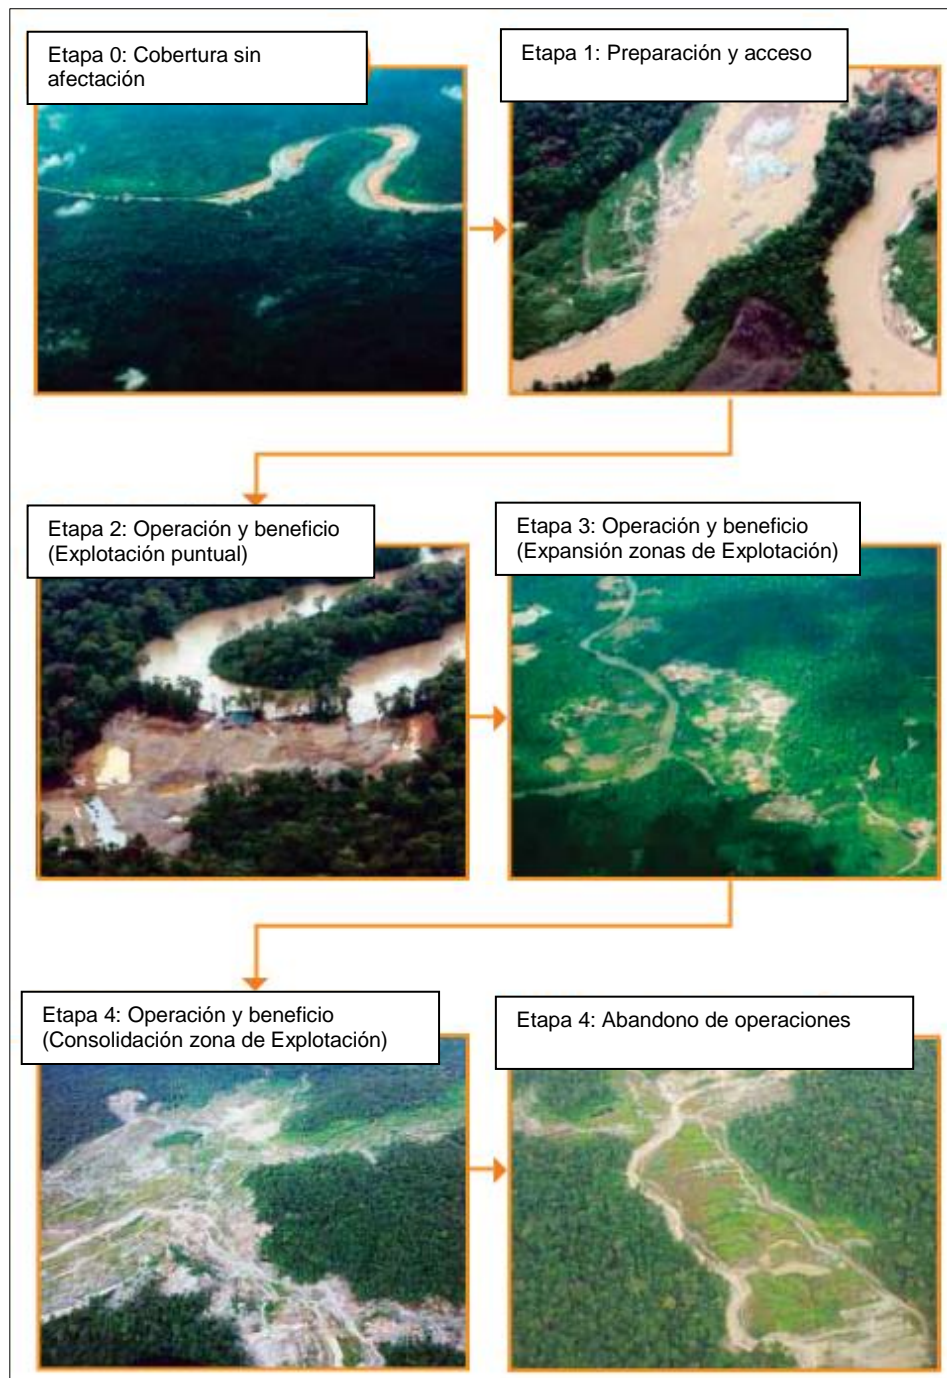 Etapa 0: Cobertura sin
afectación
Etapa 1: Preparación y acceso
Etapa 2: Operación y beneficio
(Explotación puntual)
Etapa 3: Operación y beneficio
(Expansión zonas de Explotación)
Etapa 4: Operación y beneficio
(Consolidación zona de Explotación)
Etapa 4: Abandono de operaciones